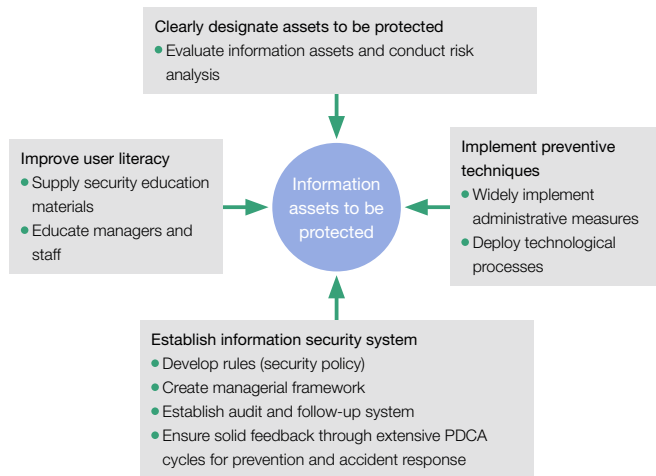 Clearly designate assets to be protected
● Evaluate information assets and conduct risk
analysis
Improve user literacy
● Supply security education
materials
● Educate managers and
staff
Information
assets to be
protected
Implement preventive
techniques
● Widely implement
administrative measures
● Deploy technological
processes
Establish information security system
● Develop rules (security policy)
● Create managerial framework
● Establish audit and follow-up system
● Ensure solid feedback through extensive PDCA
cycles for prevention and accident response